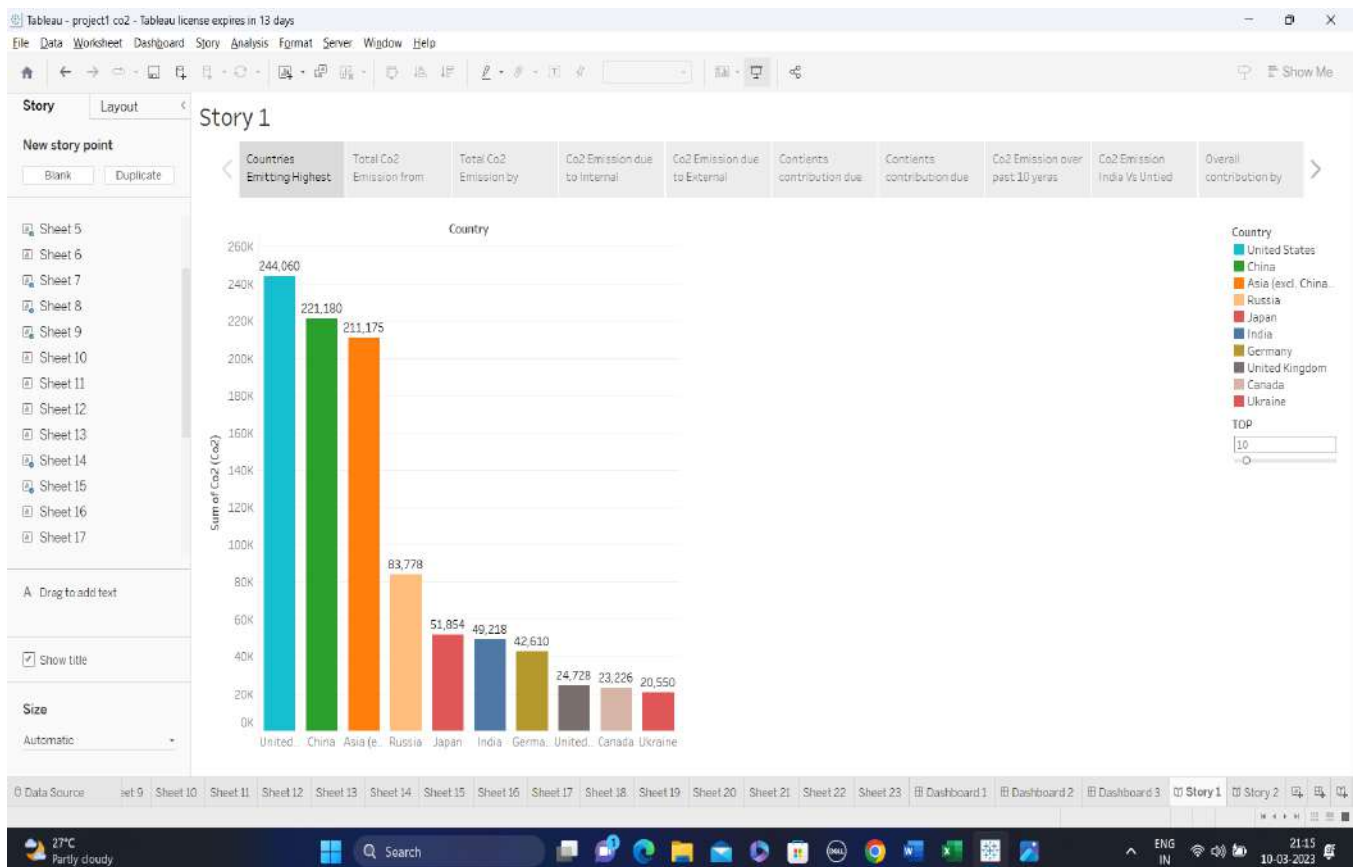 Tableau - project1 co2 - Tableau license expires in 13 days
File Data Worksheet Dashboard Story Analysis Format Server Window Help
Show Me
Story Layout
New story point
Blank Duplicate
Sheet 5
Sheet 6
Sheet 7
Sheet 8
Sheet 9
Sheet 10
Sheet 11
Sheet 12
Sheet 13
Sheet 14
Sheet 15
Sheet 16
Sheet 17
A Drag to add text
Show title
Size
Automatic
Story 1
Countries
Emitting Highest
Total Co2
Emission from
Total Co2
Emission by
Co2 Emission due
to Internal
Co2 Emission due
to External
Contients
contribution due
Contients
contribution due
Co2 Emission over
past 10 yeras
Co2 Emission
India Vs Untied
Overall
contribution by
Country
260K
240K
220K
200K
180K
160K
140K
120K
100K
80K
60K
40K
20K
0K
Sum of Co2 (Co2)
244,060
221,180
211,175
83,778
51,854
49,218
42,610
24,728
23,226
20,550
United.. China Asia (e.. Russia Japan India Germa.. United.. Canada Ukraine
Country
United States
China
Asia (excl. China..
Russia
Japan
India
Germany
United Kingdom
Canada
Ukraine
TOP
10
Data Source eet 9 Sheet 10 Sheet 11 Sheet 12 Sheet 13 Sheet 14 Sheet 15 Sheet 16 Sheet 17 Sheet 18 Sheet 19 Sheet 20 Sheet 21 Sheet 22 Sheet 23 Dashboard 1 Dashboard 2 Dashboard 3 Story 1 Story 2
27°C
Partly cloudy
Search
DELL
ENG
IN
21:15
10-03-2023